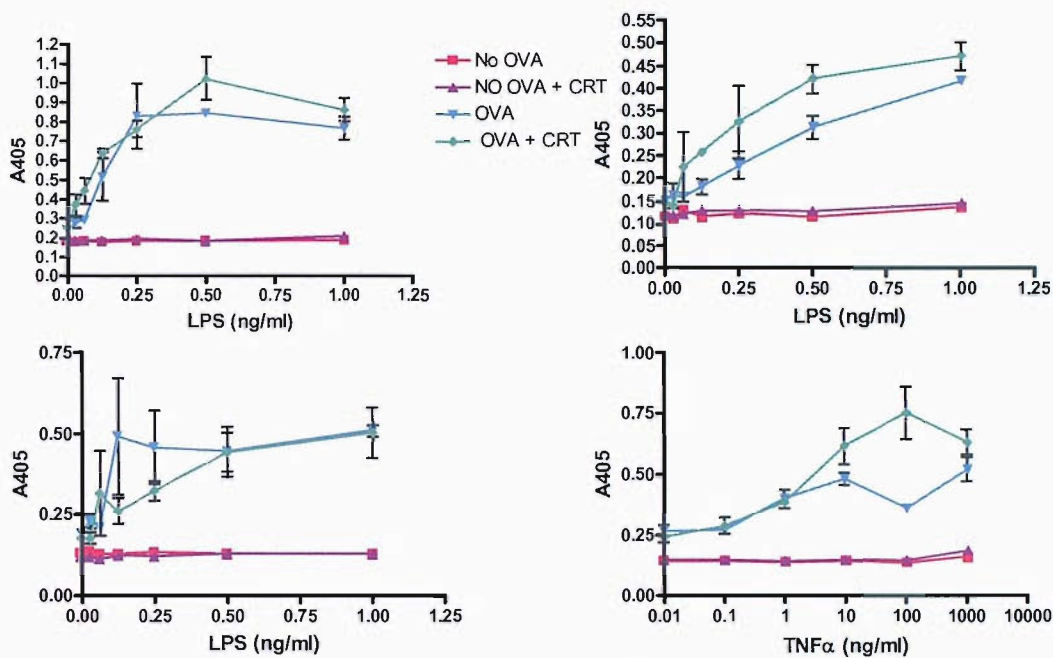 1.2
1.1
1.0
0.9
0.8
0.7
0.6
0.5
0.4
0.3
0.2
0.1
0.0
A405
0.00 0.25 0.50 0.75 1.00 1.25
LPS (ng/ml)
No OVA
NO OVA + CRT
OVA
OVA + CRT
0.55
0.50
0.45
0.40
0.35
0.30
0.25
0.20
0.15
0.10
0.05
0.00
A405
0.00 0.25 0.50 0.75 1.00 1.25
LPS (ng/ml)
0.75
0.50
0.25
0.00
A405
0.00 0.25 0.50 0.75 1.00 1.25
LPS (ng/ml)
1.00
0.75
0.50
0.25
0.00
A405
0.01 0.1 1 10 100 1000 10000
TNFα (ng/ml)